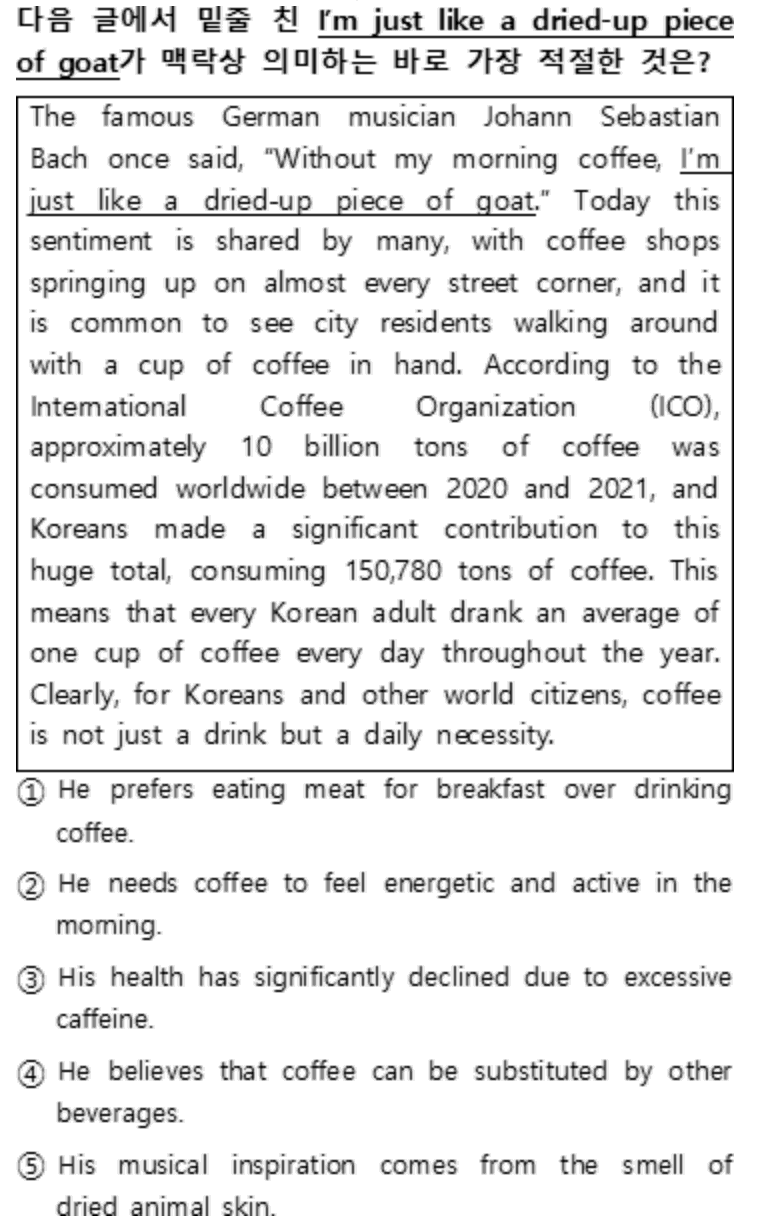 다음 글에서 밑줄 친 I'm just like a dried-up piece
of goat가 맥락상 의미하는 바로 가장 적절한 것은?
The famous German musician Johann Sebastian
Bach once said, "Without my morning coffee, I'm
just like a dried-up piece of goat." Today this
sentiment is shared by many, with coffee shops
springing up on almost every street corner, and it
is common to see city residents walking around
with a cup of coffee in hand. According to the
International Coffee Organization (ICO),
approximately 10 billion tons of coffee was
consumed worldwide between 2020 and 2021, and
Koreans made a significant contribution to this
huge total, consuming 150,780 tons of coffee. This
means that every Korean adult drank an average of
one cup of coffee every day throughout the year.
Clearly, for Koreans and other world citizens, coffee
is not just a drink but a daily necessity.
① He prefers eating meat for breakfast over drinking
coffee.
② He needs coffee to feel energetic and active in the
morning.
③ His health has significantly declined due to excessive
caffeine.
④ He believes that coffee can be substituted by other
beverages.
⑤ His musical inspiration comes from the smell of
dried animal skin.